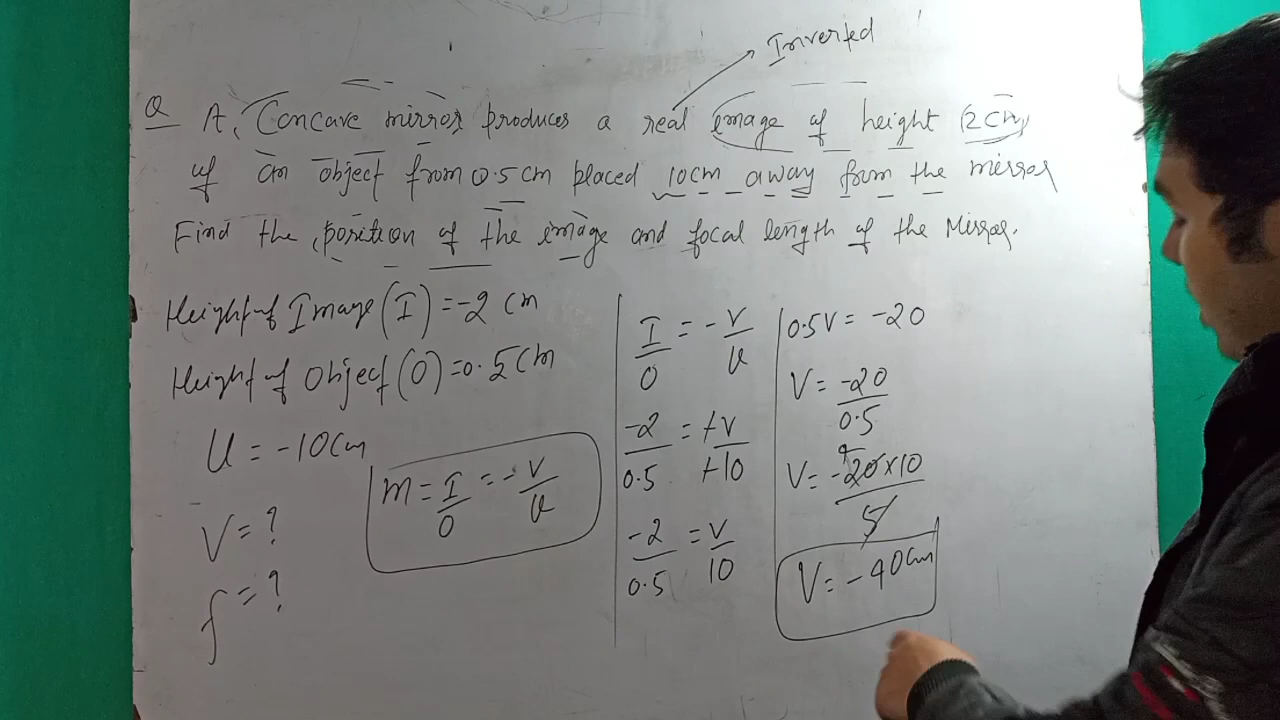 Inverted
Q A, Concave mirror produces a real image of height 2cm
of an object from 0.5cm placed 10cm away from the mirror
Find the position of the image and focal length of the Mirror.
Height of Image (I) = -2 cm
Height of Object (O) = 0.5cm
U = -10cm
V = ?
f = ?
m = I/O = -V/U
I/O = -V/U
-2/0.5 = +V/+10
-2/0.5 = V/10
0.5V = -20
V = -20/0.5
V = -20×10/5
V = -40cm